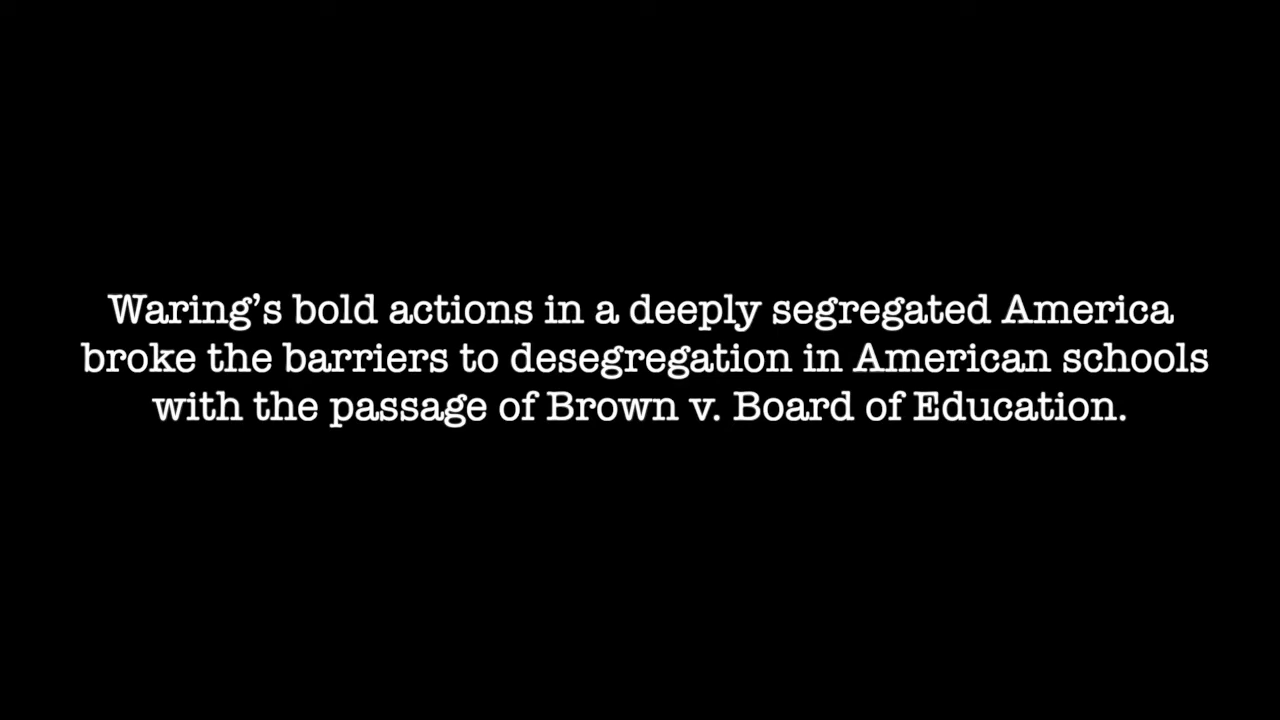 Waring’s bold actions in a deeply segregated America
broke the barriers to desegregation in American schools
with the passage of Brown v. Board of Education.